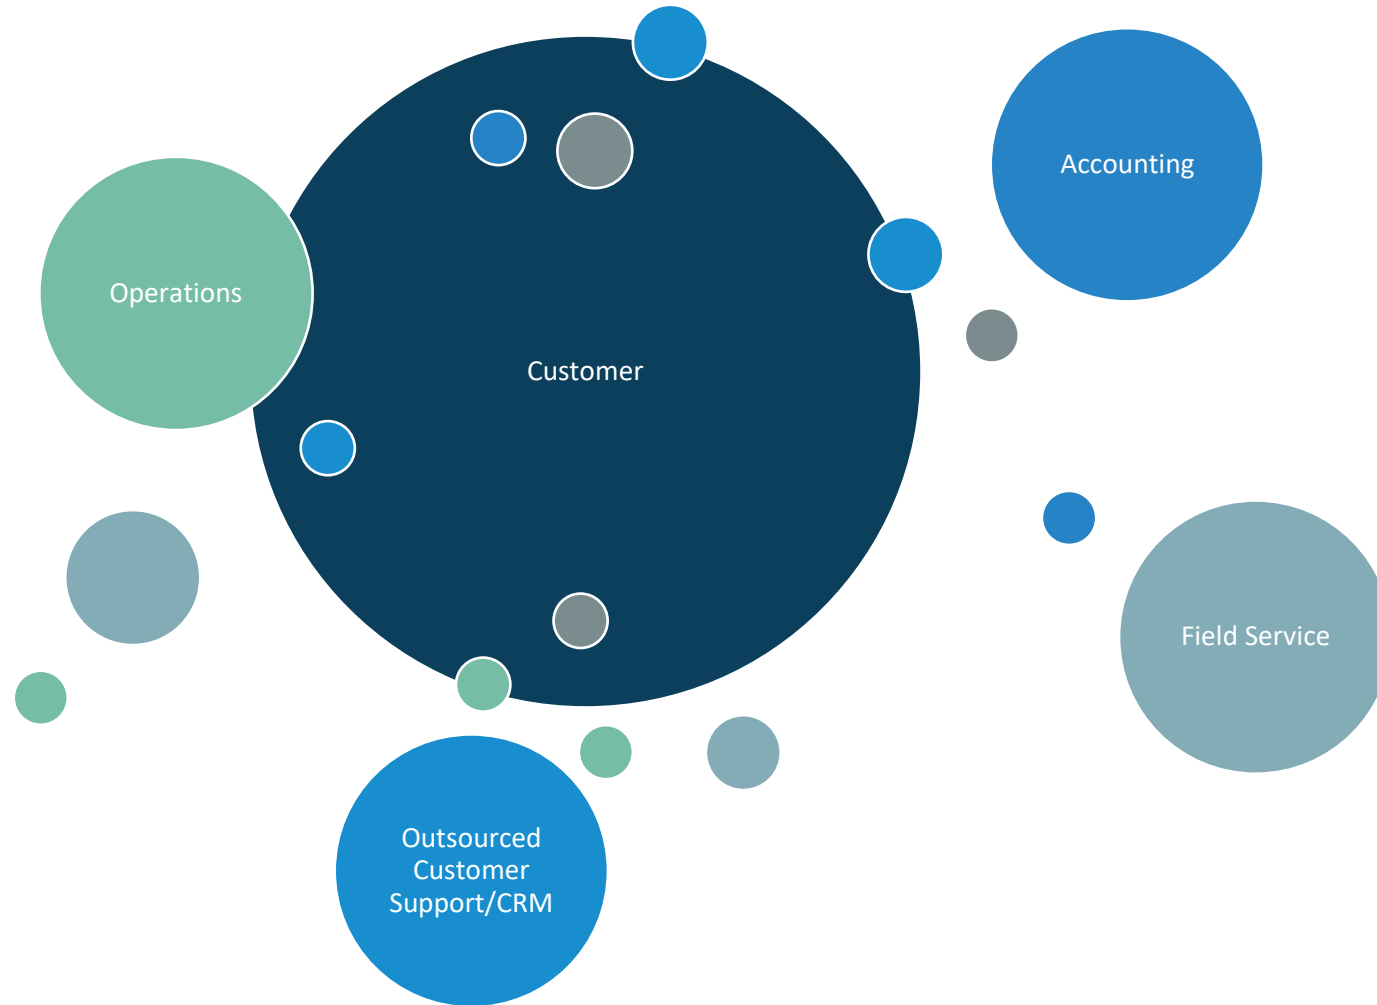 Accounting
Operations
Customer
Field Service
Outsourced
Customer
Support/CRM